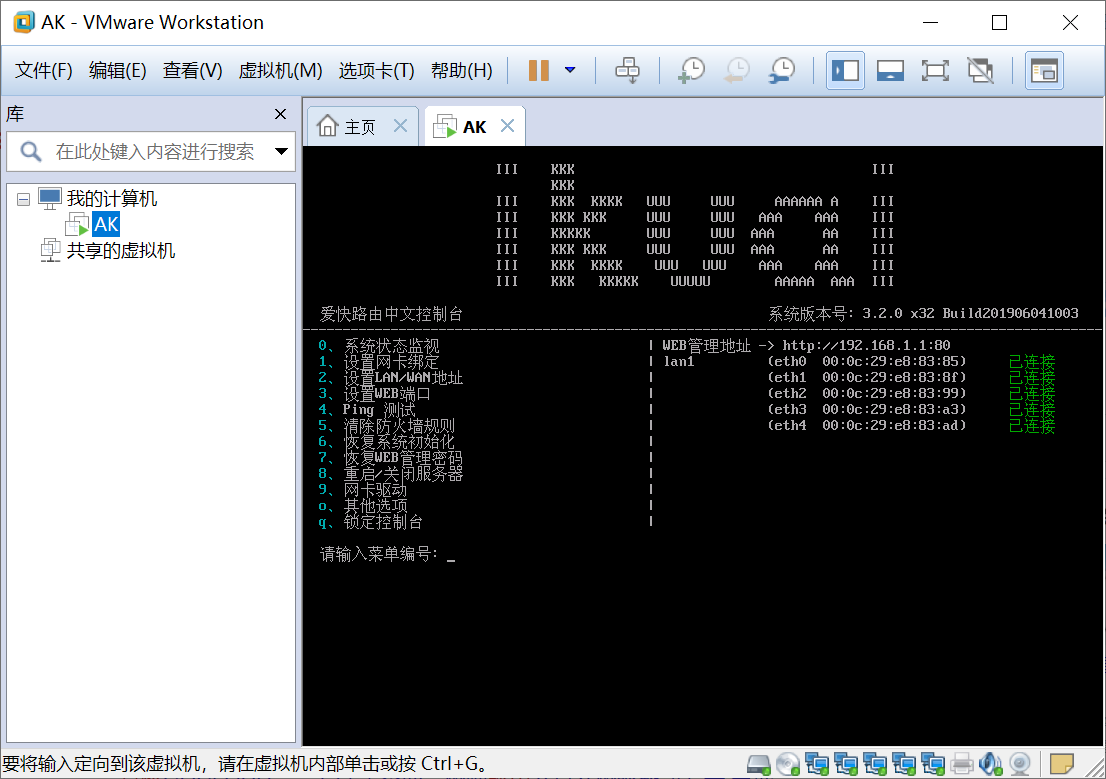 AK - VMware Workstation
文件(F) 编辑(E) 查看(V) 虚拟机(M) 选项卡(T) 帮助(H)
库
在此处键入内容进行搜索
我的计算机
AK
共享的虚拟机
主页 AK
III    KKK                                     III
       KKK
III    KKK  KKKK   UUU     UUU     AAAAAA A    III
III    KKK KKK     UUU     UUU   AAA    AAA    III
III    KKKKK       UUU     UUU  AAA      AA    III
III    KKK KKK     UUU     UUU  AAA      AA    III
III    KKK  KKKK    UUU   UUU    AAA    AAA    III
III    KKK   KKKKK    UUUUU        AAAAA  AAA  III
爱快路由中文控制台 系统版本号: 3.2.0 x32 Build201906041003
0、系统状态监视 | WEB管理地址 -> http://192.168.1.1:80
1、设置网卡绑定 | lan1 (eth0 00:0c:29:e8:83:85) 已连接
2、设置LAN/WAN地址 | (eth1 00:0c:29:e8:83:8f) 已连接
3、设置WEB端口 | (eth2 00:0c:29:e8:83:99) 已连接
4、Ping 测试 | (eth3 00:0c:29:e8:83:a3) 已连接
5、清除防火墙规则 | (eth4 00:0c:29:e8:83:ad) 已连接
6、恢复系统初始化 |
7、恢复WEB管理密码 |
8、重启/关闭服务器 |
9、网卡驱动 |
o、其他选项 |
q、锁定控制台 |
请输入菜单编号: _
要将输入定向到该虚拟机，请在虚拟机内部单击或按 Ctrl+G。